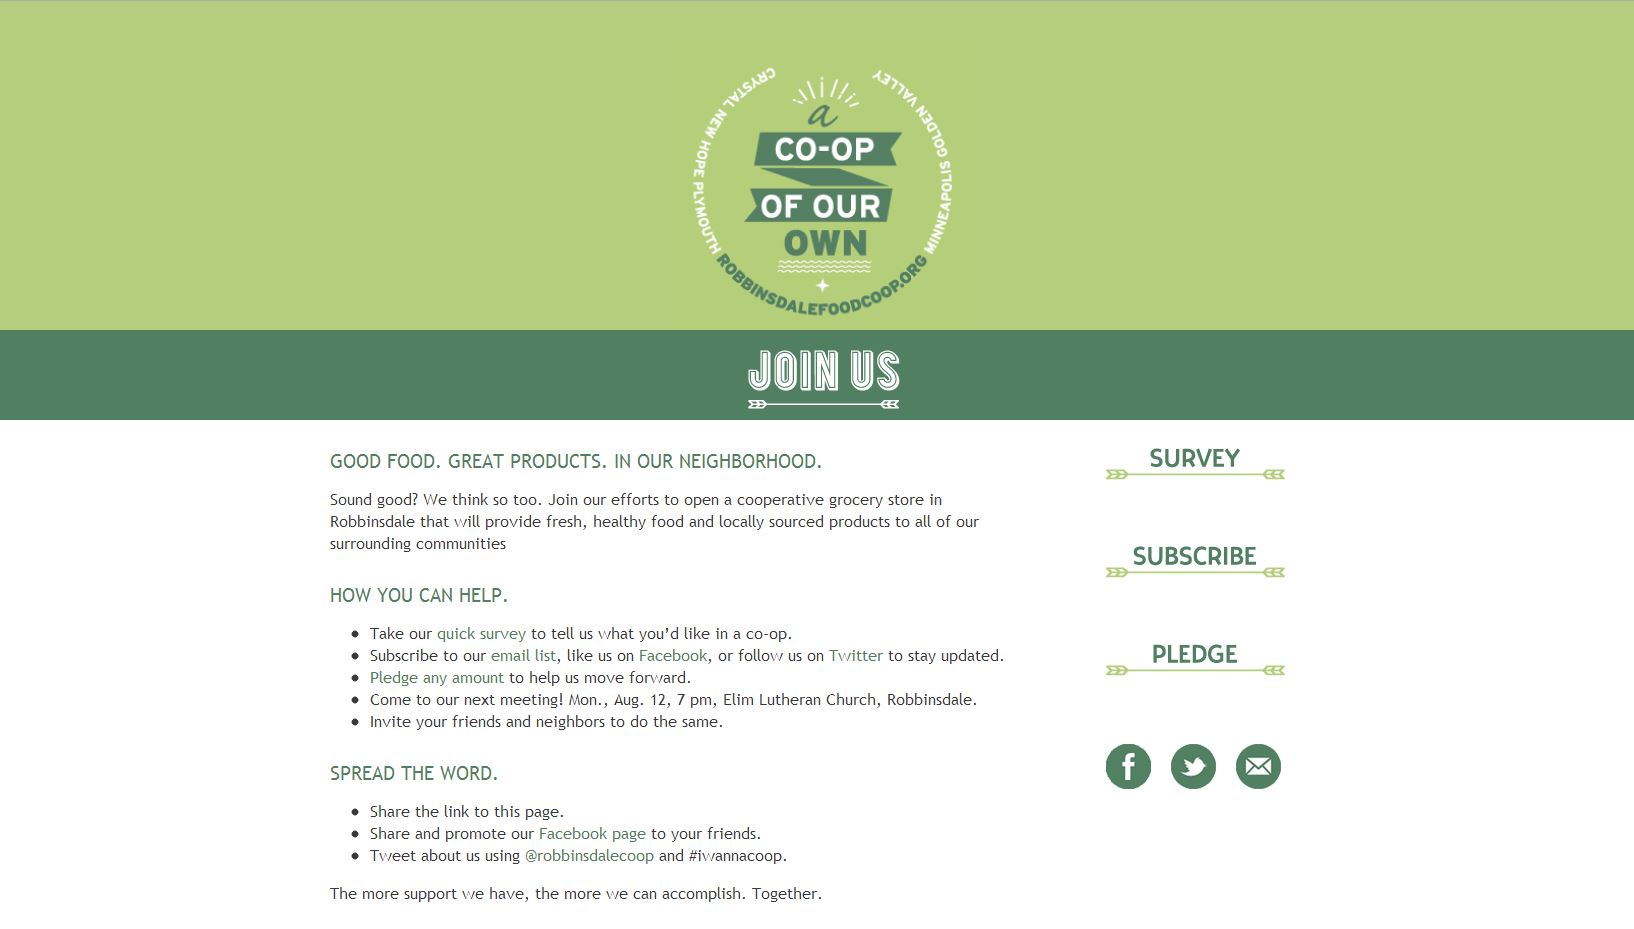 CRYSTAL NEW HOPE PLYMOUTH ROBBINSDALEFOODCOOP.ORG MINNEAPOLIS GOLDEN VALLEY
a
CO-OP
OF OUR
OWN
JOIN US
GOOD FOOD. GREAT PRODUCTS. IN OUR NEIGHBORHOOD.
Sound good? We think so too. Join our efforts to open a cooperative grocery store in
Robbinsdale that will provide fresh, healthy food and locally sourced products to all of our
surrounding communities
HOW YOU CAN HELP.
• Take our quick survey to tell us what you’d like in a co-op.
• Subscribe to our email list, like us on Facebook, or follow us on Twitter to stay updated.
• Pledge any amount to help us move forward.
• Come to our next meeting! Mon., Aug. 12, 7 pm, Elim Lutheran Church, Robbinsdale.
• Invite your friends and neighbors to do the same.
SPREAD THE WORD.
• Share the link to this page.
• Share and promote our Facebook page to your friends.
• Tweet about us using @robbinsdalecoop and #iwannacoop.
The more support we have, the more we can accomplish. Together.
SURVEY
SUBSCRIBE
PLEDGE